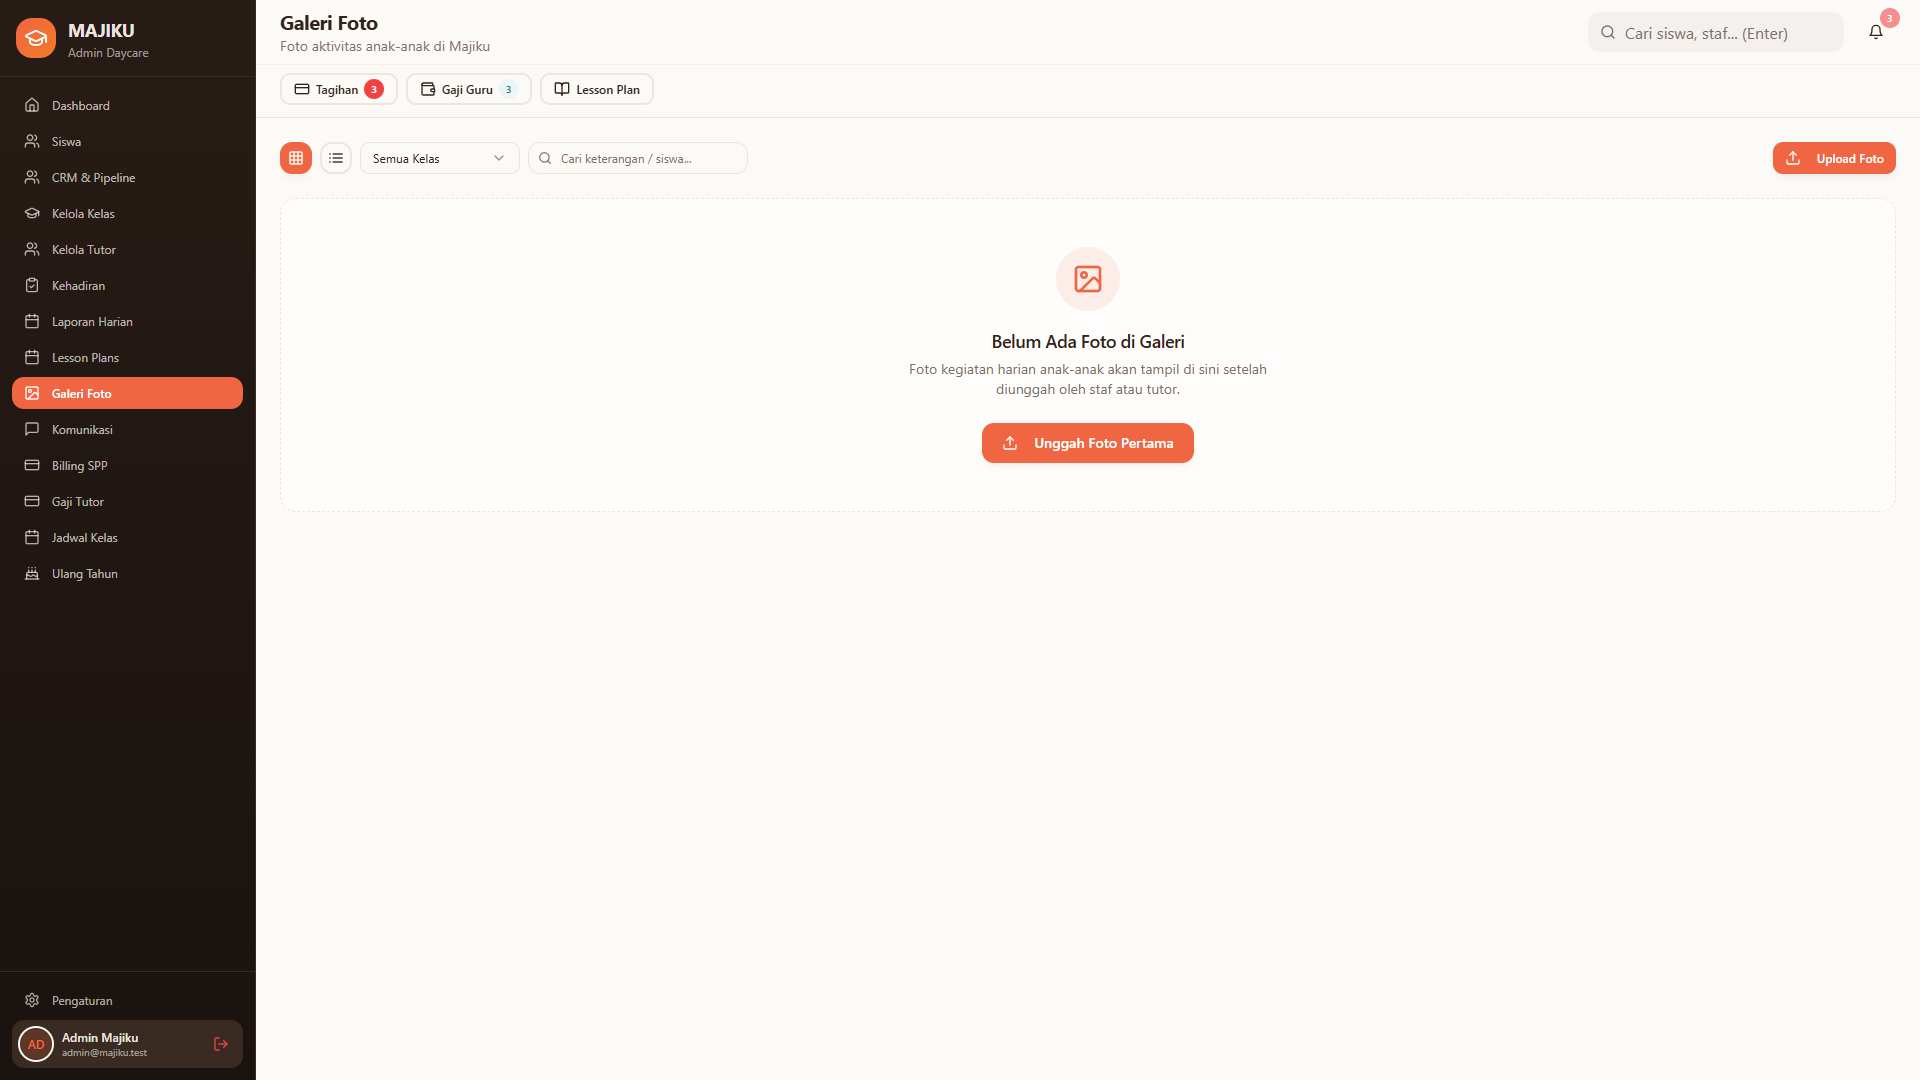 MAJIKU
Admin Daycare
Dashboard
Siswa
CRM & Pipeline
Kelola Kelas
Kelola Tutor
Kehadiran
Laporan Harian
Lesson Plans
Galeri Foto
Komunikasi
Billing SPP
Gaji Tutor
Jadwal Kelas
Ulang Tahun
Pengaturan
AD
Admin Majiku
admin@majiku.test
Galeri Foto
Foto aktivitas anak-anak di Majiku
Cari siswa, staf... (Enter)
3
Tagihan 3
Gaji Guru 3
Lesson Plan
Semua Kelas
Cari keterangan / siswa...
Upload Foto
Belum Ada Foto di Galeri
Foto kegiatan harian anak-anak akan tampil di sini setelah
diunggah oleh staf atau tutor.
Unggah Foto Pertama